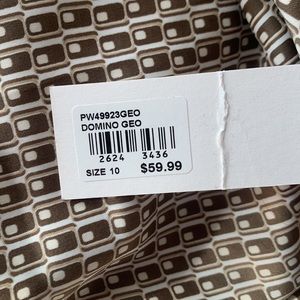 PW49923GEO
DOMINO GEO
2624 3436
SIZE 10 $59.99